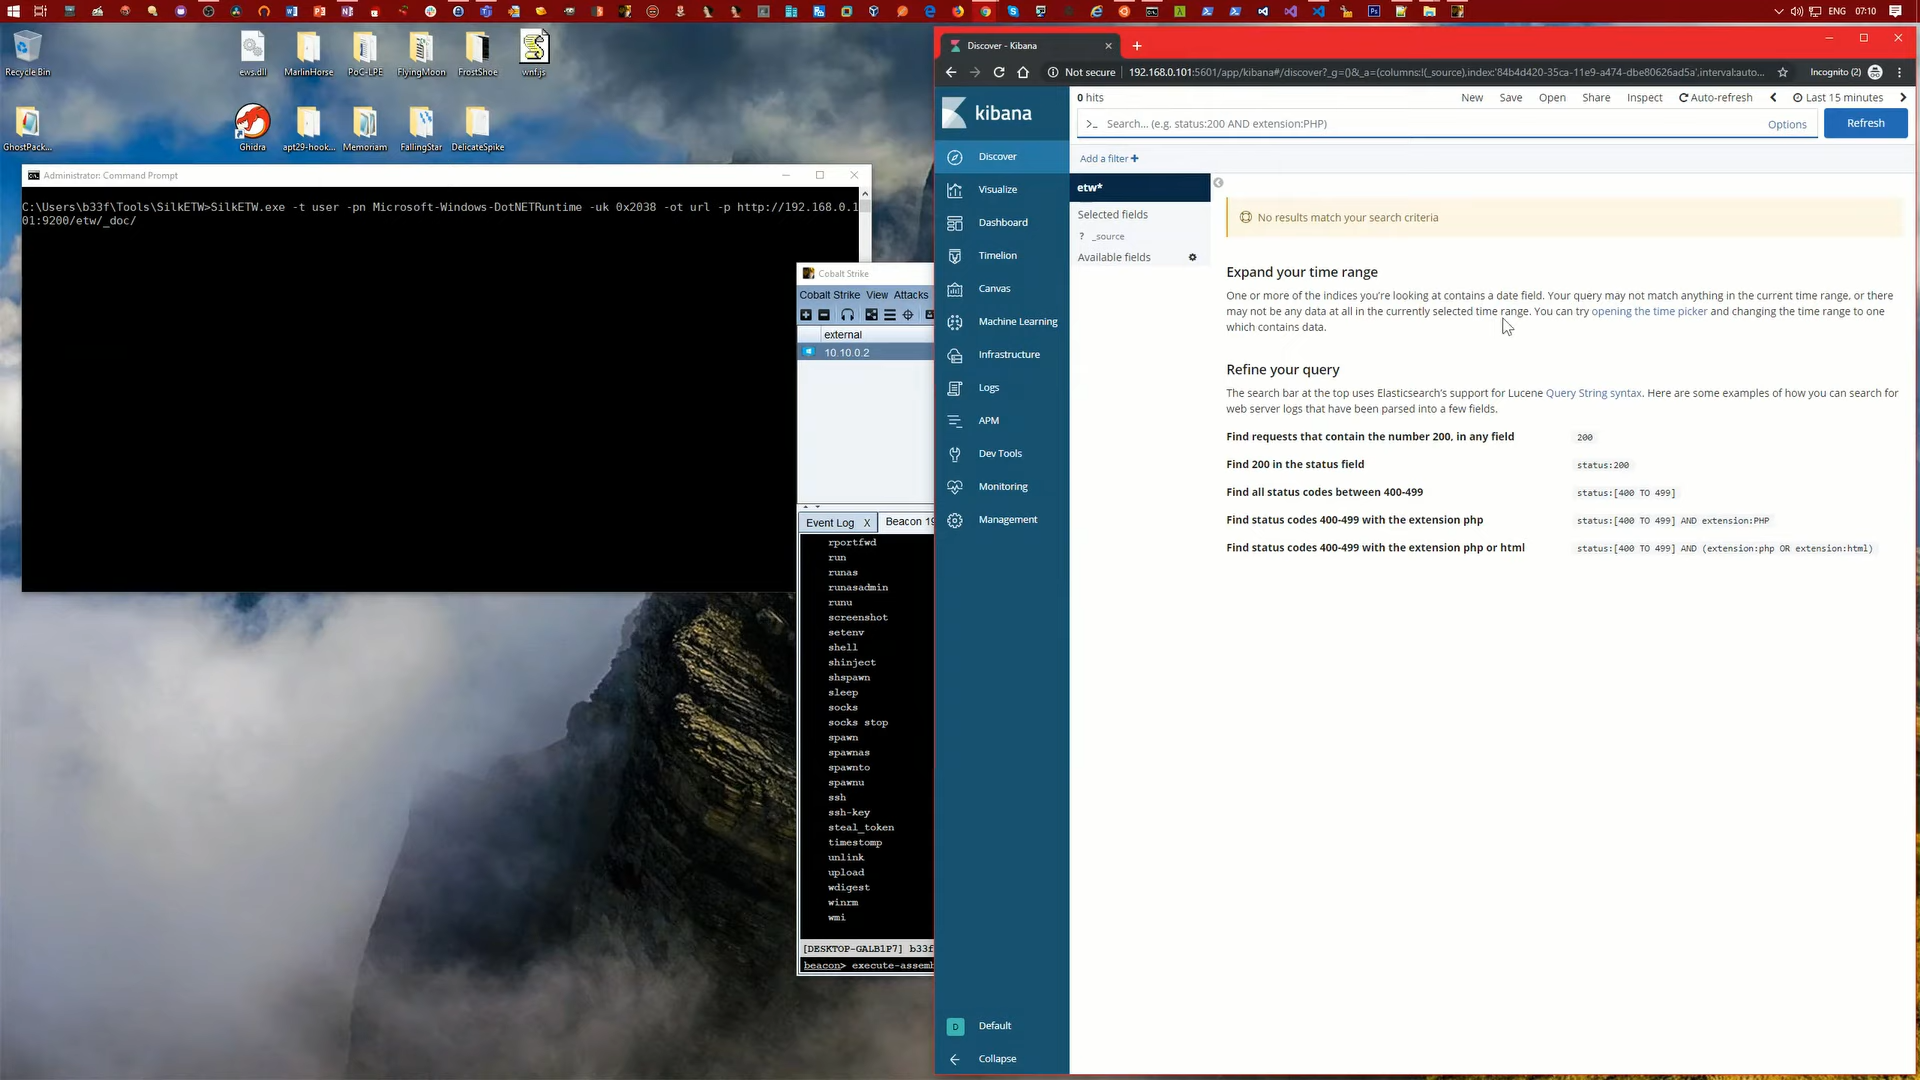 ENG
07:10
Recycle Bin
ews.dll
MarlinHorse
PoC-LPE
FlyingMoon
FrostShoe
wnf.js
GhostPack...
Ghidra
apt29-hook...
Memoriam
FallingStar
DelicateSpike
Administrator: Command Prompt
C:\Users\b33f\Tools\SilkETW>SilkETW.exe -t user -pn Microsoft-Windows-DotNETRuntime -uk 0x2038 -ot url -p http://192.168.0.1
01:9200/etw/_doc/
Cobalt Strike
Cobalt Strike View Attacks
external
10.10.0.2
Event Log X
Beacon 19
rportfwd
run
runas
runasadmin
runu
screenshot
setenv
shell
shinject
shspawn
sleep
socks
socks stop
spawn
spawnas
spawnto
spawnu
ssh
ssh-key
steal_token
timestomp
unlink
upload
wdigest
winrm
wmi
[DESKTOP-GALB1P7] b33f
beacon> execute-assemb
Discover - Kibana
Not secure
192.168.0.101:5601/app/kibana#/discover?_g=()&_a=(columns:!(_source),index:'84b4d420-35ca-11e9-a474-dbe80626ad5a',interval:auto...
Incognito (2)
kibana
Discover
Visualize
Dashboard
Timelion
Canvas
Machine Learning
Infrastructure
Logs
APM
Dev Tools
Monitoring
Management
D Default
Collapse
0 hits
New Save Open Share Inspect Auto-refresh Last 15 minutes
>_ Search... (e.g. status:200 AND extension:PHP)
Options
Refresh
Add a filter +
etw*
Selected fields
? _source
Available fields
No results match your search criteria
Expand your time range
One or more of the indices you're looking at contains a date field. Your query may not match anything in the current time range, or there
may not be any data at all in the currently selected time range. You can try opening the time picker and changing the time range to one
which contains data.
Refine your query
The search bar at the top uses Elasticsearch's support for Lucene Query String syntax. Here are some examples of how you can search for
web server logs that have been parsed into a few fields.
Find requests that contain the number 200, in any field 200
Find 200 in the status field status:200
Find all status codes between 400-499 status:[400 TO 499]
Find status codes 400-499 with the extension php status:[400 TO 499] AND extension:PHP
Find status codes 400-499 with the extension php or html status:[400 TO 499] AND (extension:php OR extension:html)